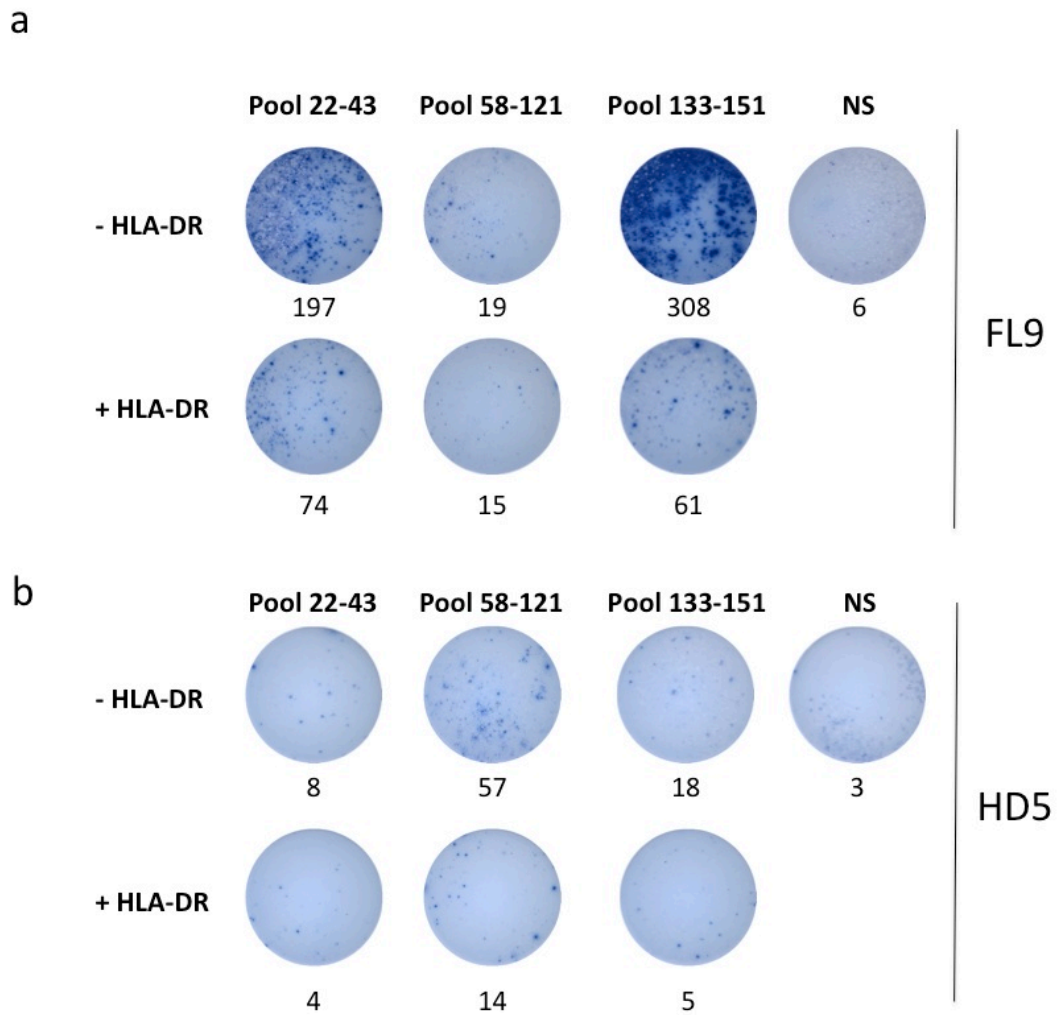 a
Pool 22-43 Pool 58-121 Pool 133-151 NS
- HLA-DR
197 19 308 6
FL9
+ HLA-DR
74 15 61
b
Pool 22-43 Pool 58-121 Pool 133-151 NS
- HLA-DR
8 57 18 3
HD5
+ HLA-DR
4 14 5